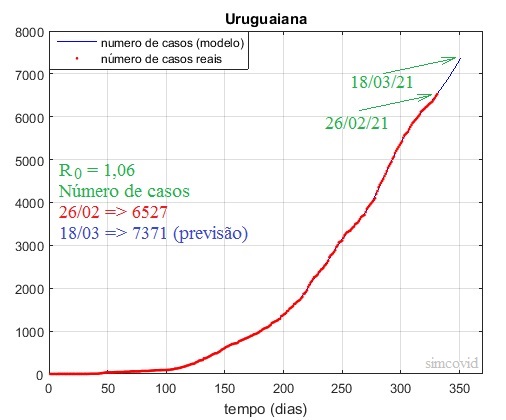 Uruguaiana
numero de casos (modelo)
número de casos reais
8000
7000
6000
5000
4000
3000
2000
1000
0
18/03/21
26/02/21
R0 = 1,06
Número de casos
26/02 => 6527
18/03 => 7371 (previsão)
simcovid
0 50 100 150 200 250 300 350
tempo (dias)